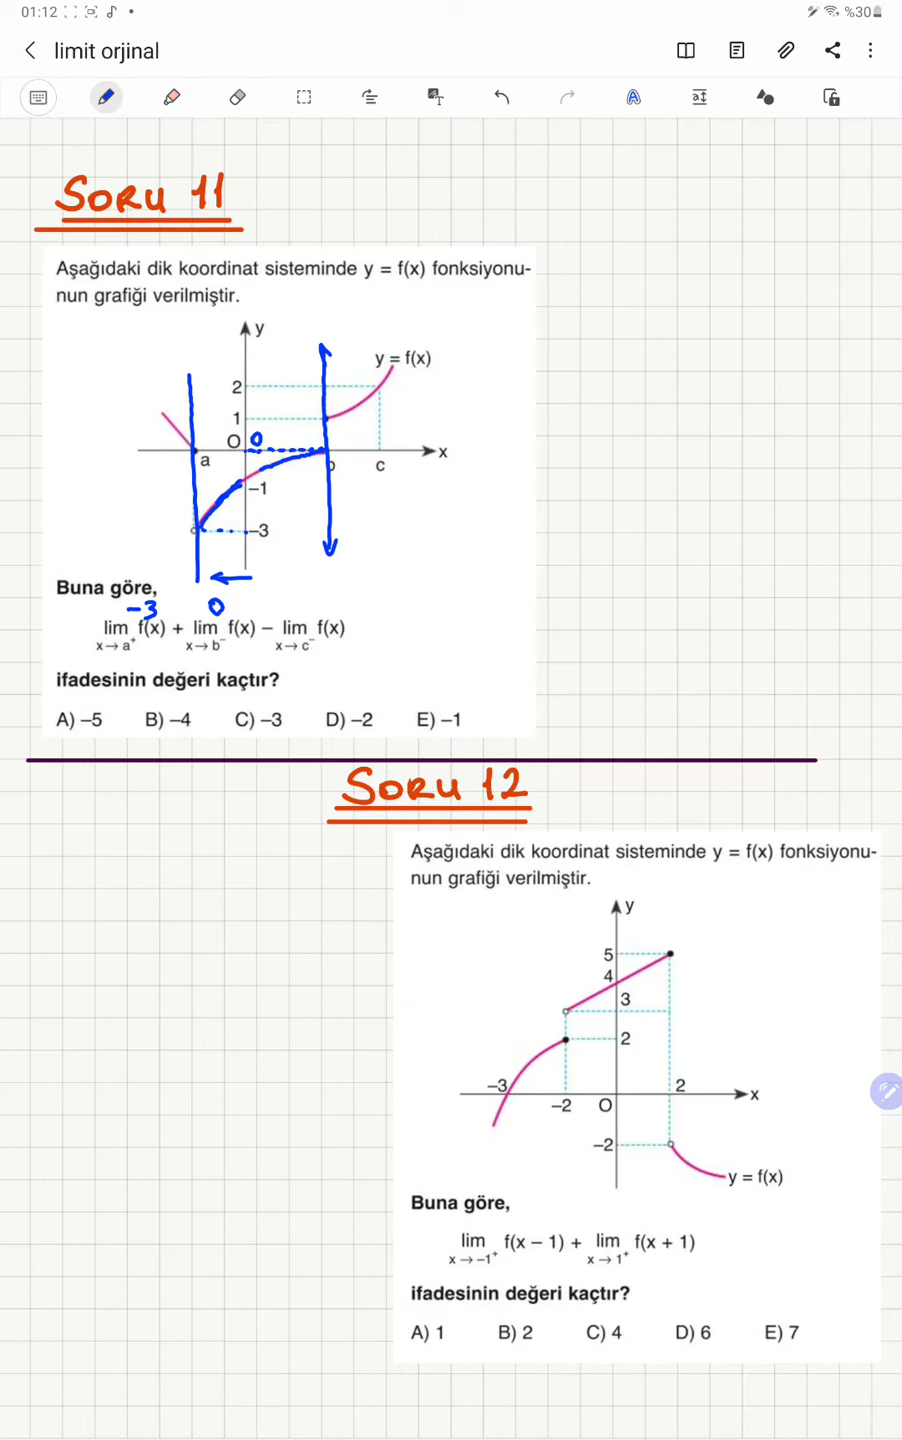 01:12
%30
limit orjinal
Soru 11
Aşağıdaki dik koordinat sisteminde y = f(x) fonksiyonu-
nun grafiği verilmiştir.
y
y = f(x)
2
1
O 0
x
a
b
c
–1
–3
Buna göre,
-3 0
lim f(x) + lim f(x) – lim f(x)
x→a⁺ x→b⁻ x→c⁻
ifadesinin değeri kaçtır?
A) –5 B) –4 C) –3 D) –2 E) –1
Soru 12
Aşağıdaki dik koordinat sisteminde y = f(x) fonksiyonu-
nun grafiği verilmiştir.
y
5
4
3
2
–3
2
x
–2
O
–2
y = f(x)
Buna göre,
lim f(x – 1) + lim f(x + 1)
x→–1⁺ x→1⁺
ifadesinin değeri kaçtır?
A) 1 B) 2 C) 4 D) 6 E) 7